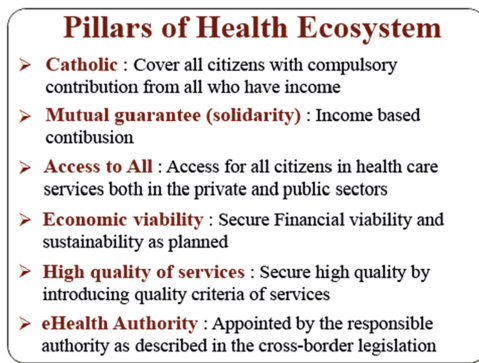 Pillars of Health Ecosystem
➢ Catholic : Cover all citizens with compulsory
contribution from all who have income
➢ Mutual guarantee (solidarity) : Income based
contibusion
➢ Access to All : Access for all citizens in health care
services both in the private and public sectors
➢ Economic viability : Secure Financial viability and
sustainability as planned
➢ High quality of services : Secure high quality by
introducing quality criteria of services
➢ eHealth Authority : Appointed by the responsible
authority as described in the cross-border legislation